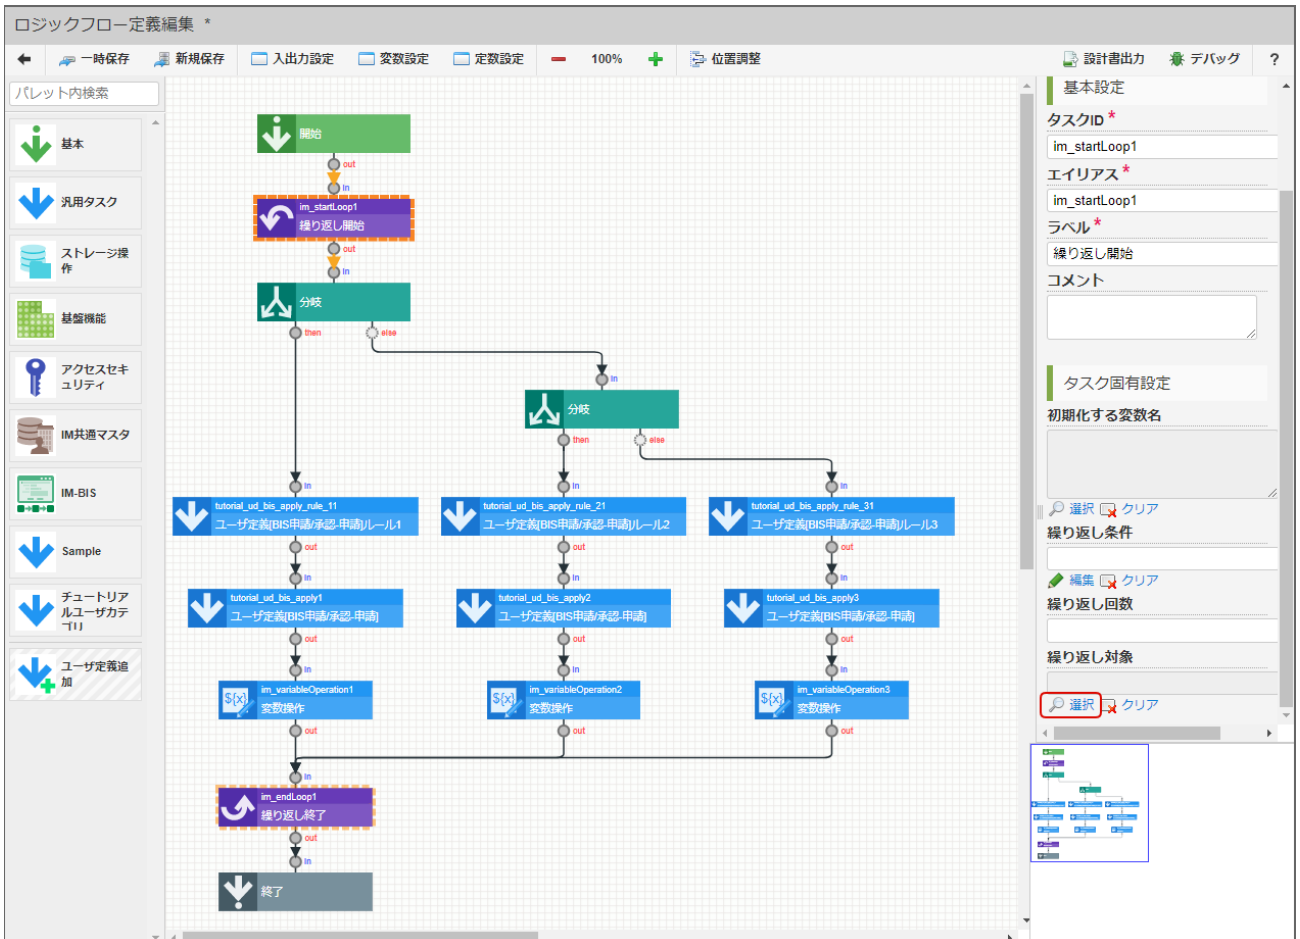 ロジックフロー定義編集 *
一時保存 新規保存 入出力設定 変数設定 定数設定 100% 位置調整 設計書出力 デバッグ ?
パレット内検索
基本
汎用タスク
ストレージ操
作
基盤機能
アクセスセキ
ュリティ
IM共通マスタ
IM-BIS
Sample
チュートリア
ルユーザカテ
ゴリ
ユーザ定義追
加
開始
out
in
im_startLoop1
繰り返し開始
out
in
分岐
then else
in
分岐
then else
in in in
tutorial_ud_bis_apply_rule_11
ユーザ定義[BIS申請/承認-申請]ルール1
tutorial_ud_bis_apply_rule_21
ユーザ定義[BIS申請/承認-申請]ルール2
tutorial_ud_bis_apply_rule_31
ユーザ定義[BIS申請/承認-申請]ルール3
out out out
in in in
tutorial_ud_bis_apply1
ユーザ定義[BIS申請/承認-申請]
tutorial_ud_bis_apply2
ユーザ定義[BIS申請/承認-申請]
tutorial_ud_bis_apply3
ユーザ定義[BIS申請/承認-申請]
out out out
in in in
${x}
im_variableOperation1
変数操作
${x}
im_variableOperation2
変数操作
${x}
im_variableOperation3
変数操作
out out out
in
im_endLoop1
繰り返し終了
out
in
終了
基本設定
タスクID *
im_startLoop1
エイリアス *
im_startLoop1
ラベル *
繰り返し開始
コメント
タスク固有設定
初期化する変数名
選択 クリア
繰り返し条件
編集 クリア
繰り返し回数
繰り返し対象
選択 クリア